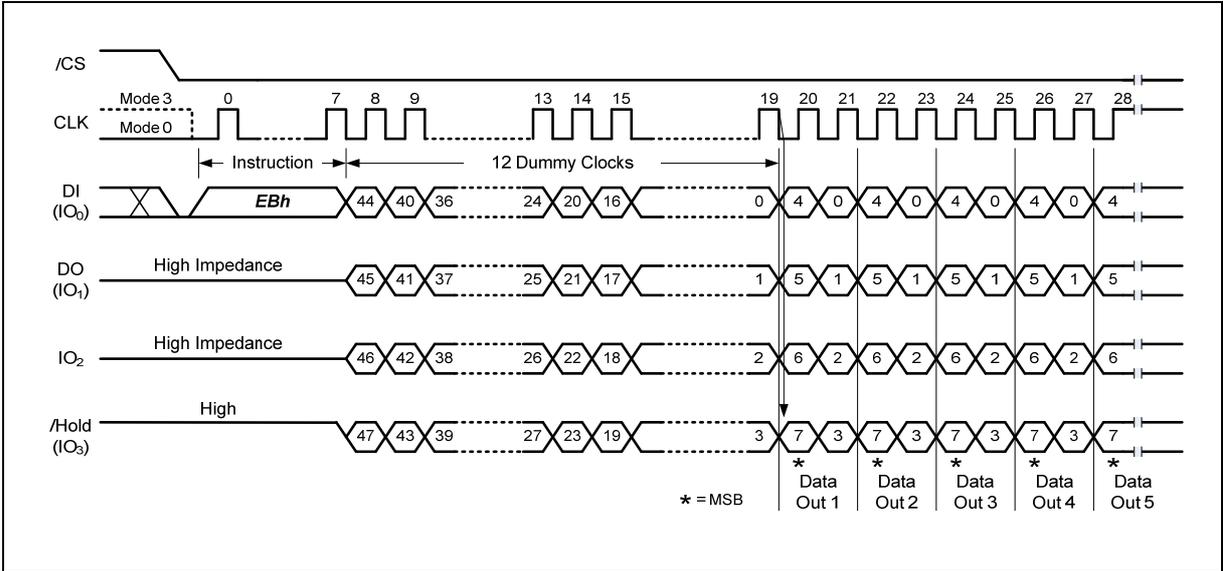 /CS
Mode 3 0 7 8 9 13 14 15 19 20 21 22 23 24 25 26 27 28
CLK
Mode 0
Instruction 12 Dummy Clocks
DI
(IO0) EBh 44 40 36 24 20 16 0 4 0 4 0 4 0 4 0 4
High Impedance
DO
(IO1) 45 41 37 25 21 17 1 5 1 5 1 5 1 5 1 5
High Impedance
IO2 46 42 38 26 22 18 2 6 2 6 2 6 2 6 2 6
High
/Hold
(IO3) 47 43 39 27 23 19 3 7 3 7 3 7 3 7 3 7
* * * * *
Data Data Data Data Data
Out 1 Out 2 Out 3 Out 4 Out 5
* = MSB